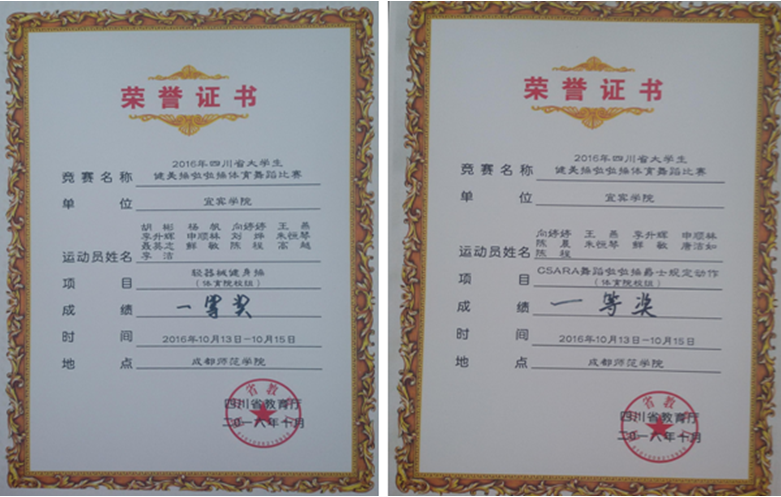 荣誉证书
竞赛名称 2016年四川省大学生
健美操啦啦操体育舞蹈比赛
单位 宜宾学院
胡彬 杨帆 向婷婷 王燕
李升辉 申顺林 刘烨 朱桓琴
聂英志 鲜敏 陈程 高越
运动员姓名 李洁
项目 轻器械健身操
(体育院校组)
成绩 一等奖
时间 2016年10月13日-10月15日
地点 成都师范学院
四川省教育厅
二〇一六年十月
荣誉证书
竞赛名称 2016年四川省大学生
健美操啦啦操体育舞蹈比赛
单位 宜宾学院
向婷婷 王燕 李升辉 申顺林
陈晨 朱桓琴 鲜敏 唐洁如
运动员姓名 陈程
项目 CSARA舞蹈啦啦操爵士规定动作
(体育院校组)
成绩 一等奖
时间 2016年10月13日-10月15日
地点 成都师范学院
四川省教育厅
二〇一六年十月